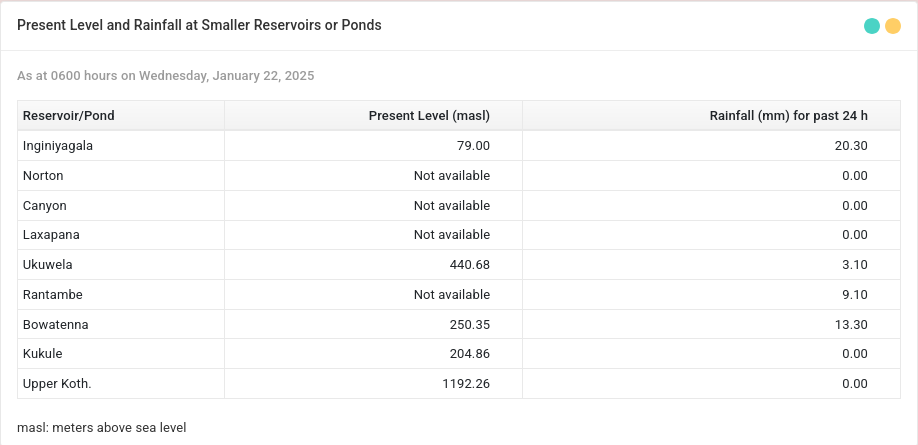 Present Level and Rainfall at Smaller Reservoirs or Ponds
As at 0600 hours on Wednesday, January 22, 2025
Reservoir/Pond Present Level (masl) Rainfall (mm) for past 24 h
Inginiyagala 79.00 20.30
Norton Not available 0.00
Canyon Not available 0.00
Laxapana Not available 0.00
Ukuwela 440.68 3.10
Rantambe Not available 9.10
Bowatenna 250.35 13.30
Kukule 204.86 0.00
Upper Koth. 1192.26 0.00
masl: meters above sea level